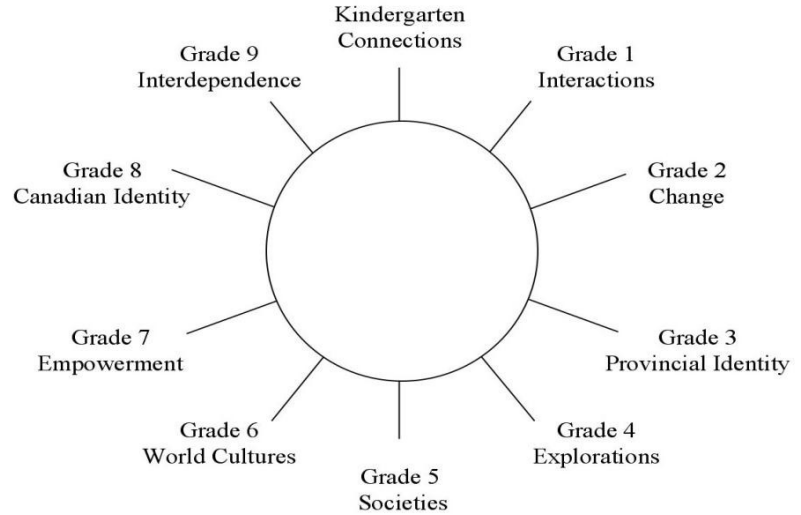 Kindergarten
Connections
Grade 1
Interactions
Grade 2
Change
Grade 3
Provincial Identity
Grade 4
Explorations
Grade 5
Societies
Grade 6
World Cultures
Grade 7
Empowerment
Grade 8
Canadian Identity
Grade 9
Interdependence